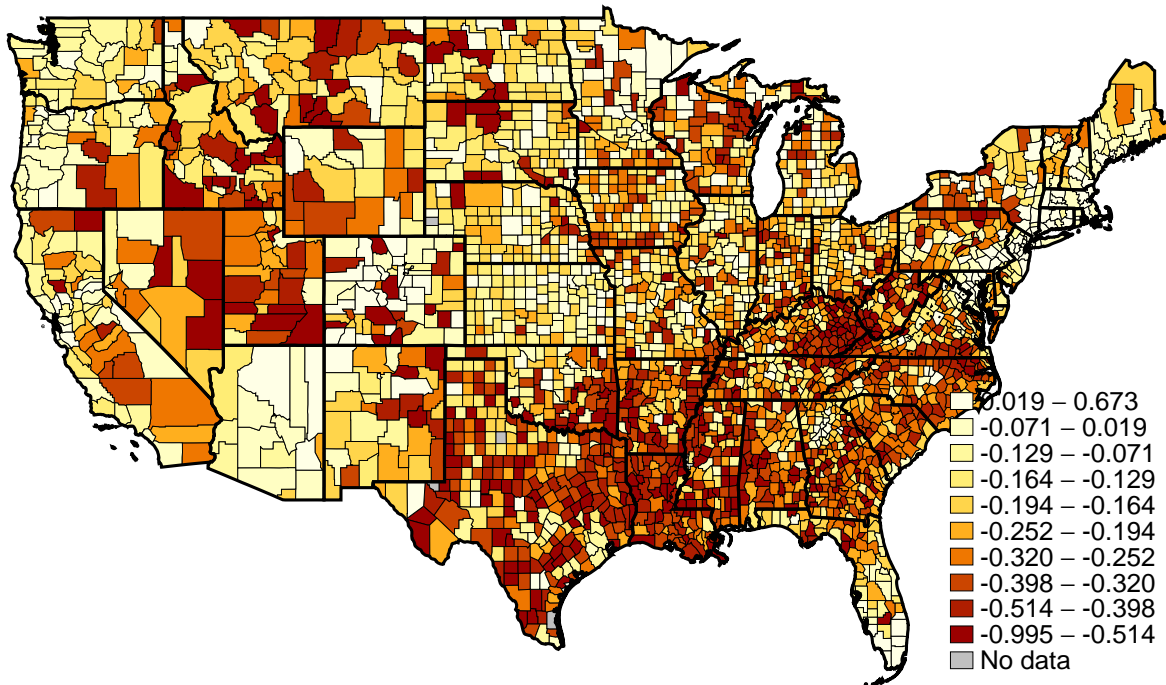 0.019 – 0.673
-0.071 – 0.019
-0.129 – -0.071
-0.164 – -0.129
-0.194 – -0.164
-0.252 – -0.194
-0.320 – -0.252
-0.398 – -0.320
-0.514 – -0.398
-0.995 – -0.514
No data